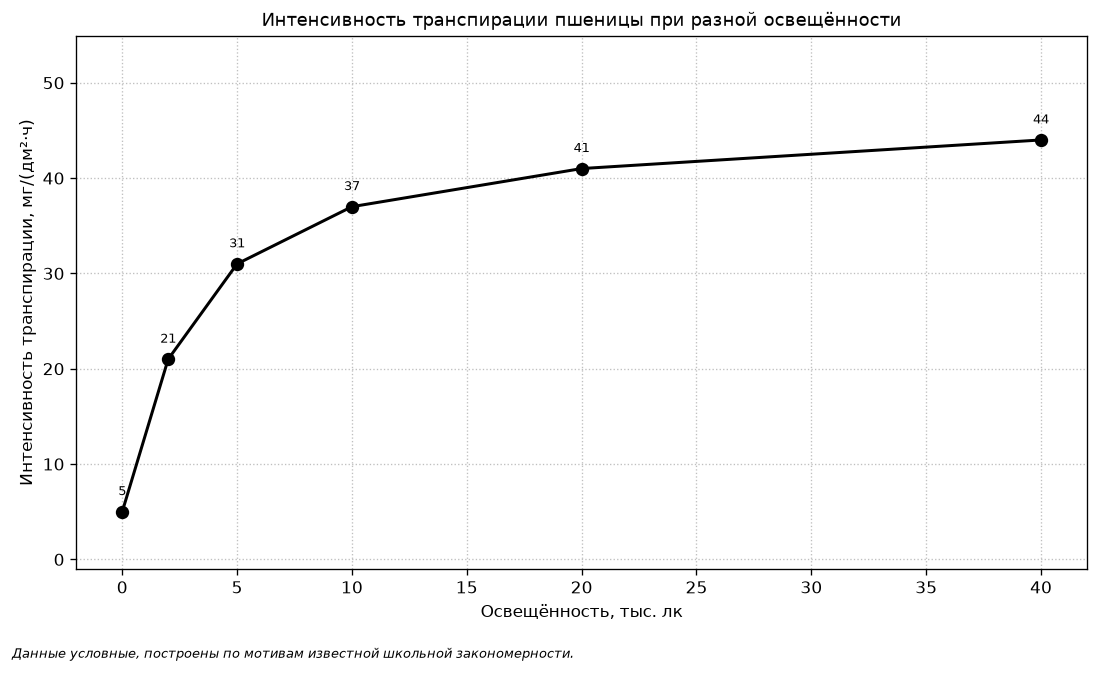 Интенсивность транспирации пшеницы при разной освещённости
Интенсивность транспирации, мг/(дм²·ч)
50
40
30
20
10
0
5
21
31
37
41
44
0 5 10 15 20 25 30 35 40
Освещённость, тыс. лк
Данные условные, построены по мотивам известной школьной закономерности.